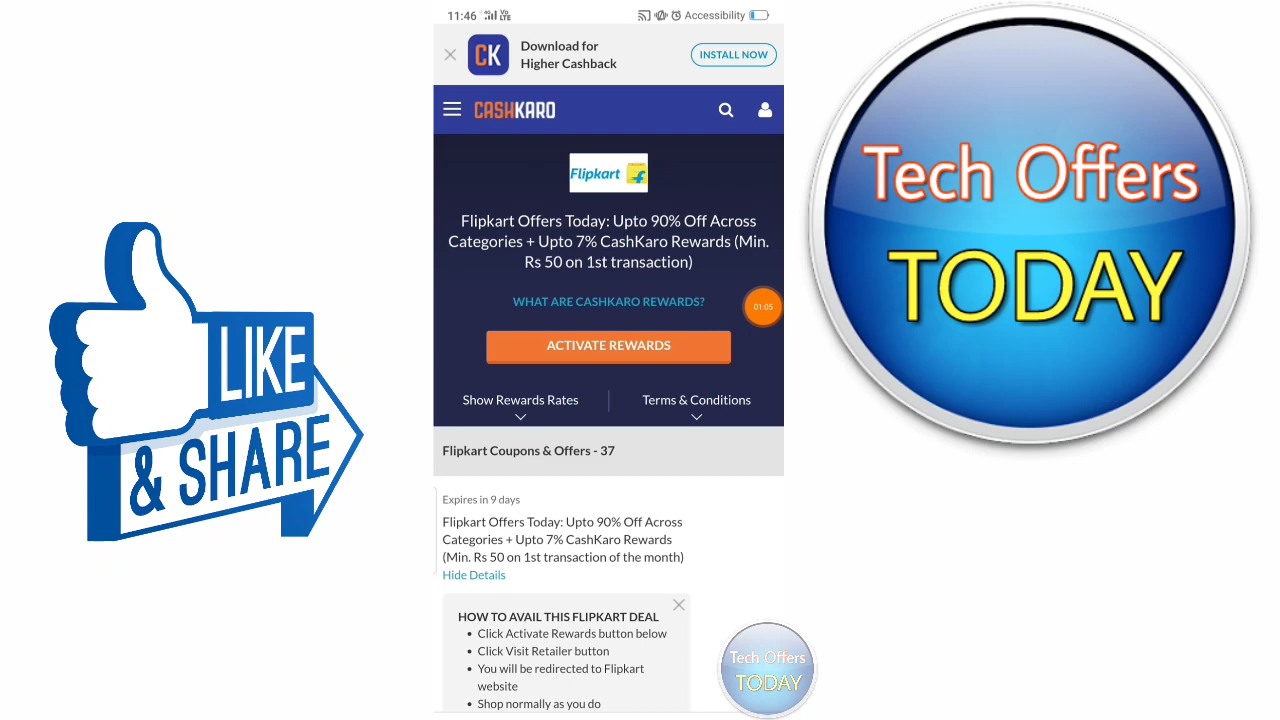 11:46 4G Vo LTE Accessibility
CK
Download for
Higher Cashback
INSTALL NOW
CASHKARO
Flipkart
Flipkart Offers Today: Upto 90% Off Across
Categories + Upto 7% CashKaro Rewards (Min.
Rs 50 on 1st transaction)
WHAT ARE CASHKARO REWARDS?
01:05
ACTIVATE REWARDS
Show Rewards Rates
Terms & Conditions
Flipkart Coupons & Offers - 37
Expires in 9 days
Flipkart Offers Today: Upto 90% Off Across
Categories + Upto 7% CashKaro Rewards
(Min. Rs 50 on 1st transaction of the month)
Hide Details
HOW TO AVAIL THIS FLIPKART DEAL
• Click Activate Rewards button below
• Click Visit Retailer button
• You will be redirected to Flipkart
website
• Shop normally as you do
LIKE
& SHARE
Tech Offers
TODAY
Tech Offers
TODAY